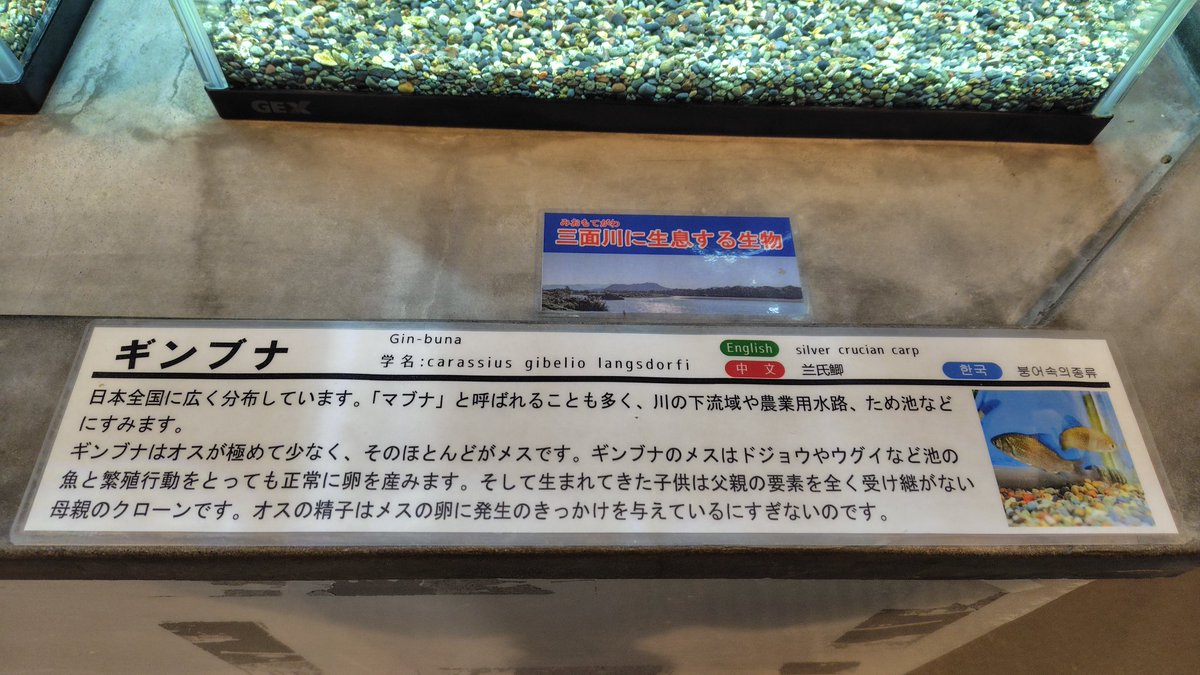 GEX
みおもてがわ
三面川に生息する生物
ギンブナ
Gin-buna
学名:carassius gibelio langsdorfi
English silver crucian carp
中文 兰氏鲫
한국 붕어속의종류
日本全国に広く分布しています。「マブナ」と呼ばれることも多く、川の下流域や農業用水路、ため池など
にすみます。
ギンブナはオスが極めて少なく、そのほとんどがメスです。ギンブナのメスはドジョウやウグイなど池の
魚と繁殖行動をとっても正常に卵を産みます。そして生まれてきた子供は父親の要素を全く受け継がない
母親のクローンです。オスの精子はメスの卵に発生のきっかけを与えているにすぎないのです。